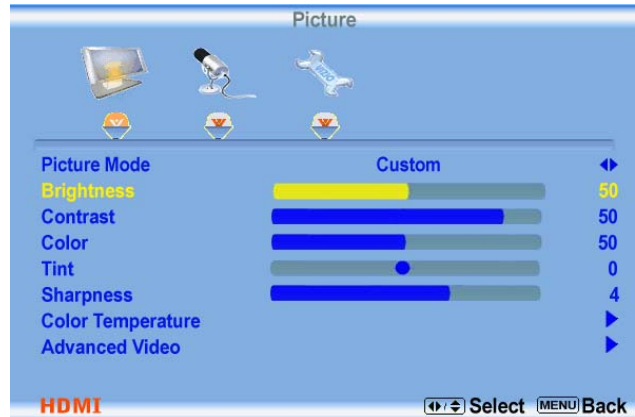 Picture
VIZIO
Picture Mode Custom
Brightness 50
Contrast 50
Color 50
Tint 0
Sharpness 4
Color Temperature
Advanced Video
HDMI Select MENU Back